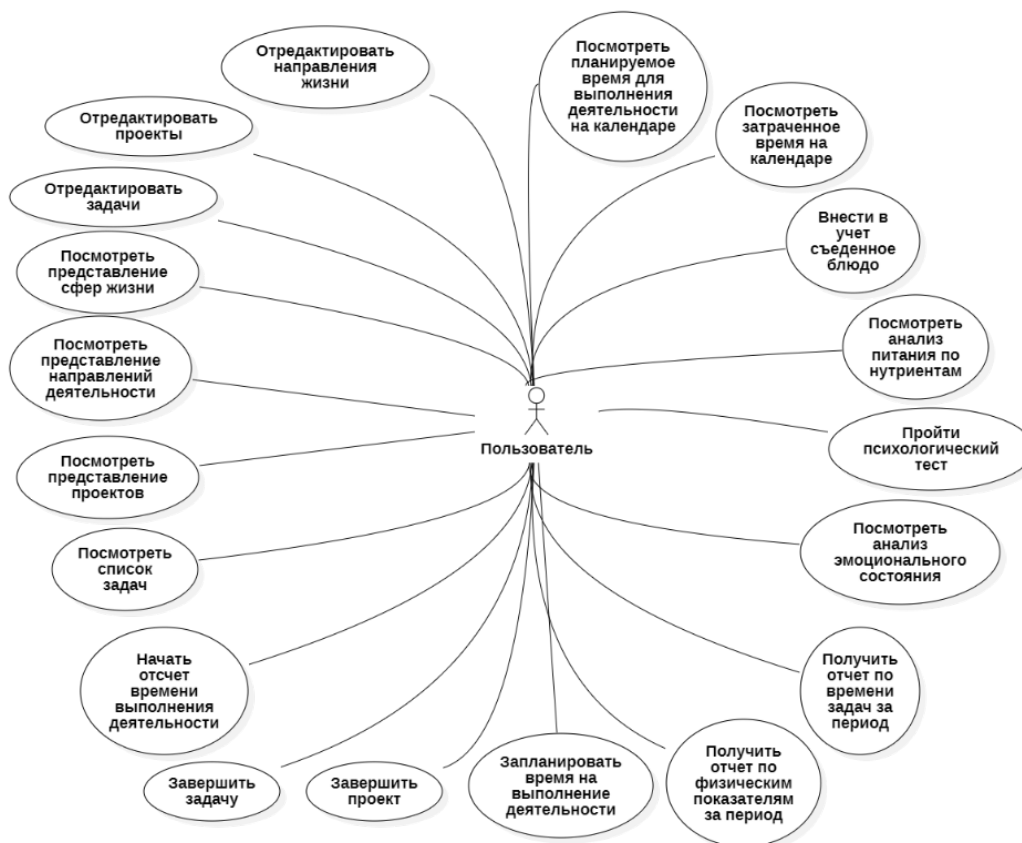 Отредактировать
направления
жизни
Посмотреть
планируемое
время для
выполнения
деятельности
на календаре
Отредактировать
проекты
Посмотреть
затраченное
время на
календаре
Отредактировать
задачи
Внести в
учет
съеденное
блюдо
Посмотреть
представление
сфер жизни
Посмотреть
анализ
питания по
нутриентам
Посмотреть
представление
направлений
деятельности
Пользователь
Пройти
психологический
тест
Посмотреть
представление
проектов
Посмотреть
анализ
эмоционального
состояния
Посмотреть
список
задач
Начать
отсчет
времени
выполнения
деятельности
Получить
отчет по
времени
задач за
период
Завершить
задачу
Завершить
проект
Запланировать
время на
выполнение
деятельности
Получить
отчет по
физическим
показателям
за период